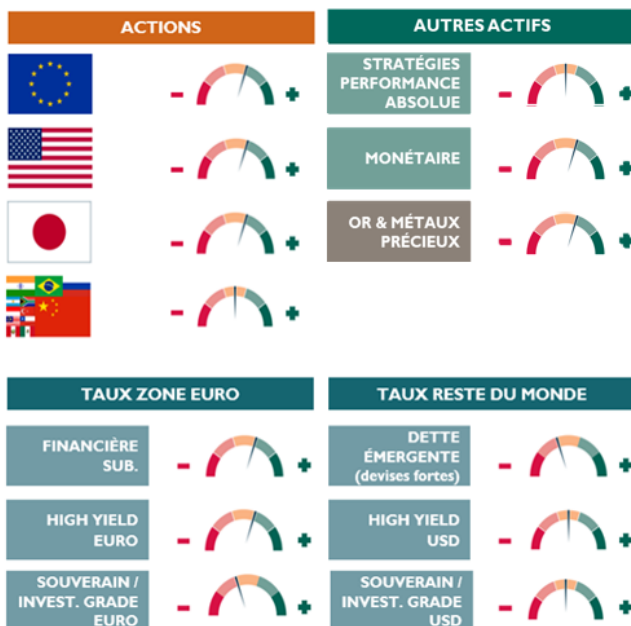 ACTIONS
AUTRES ACTIFS
STRATÉGIES
PERFORMANCE
ABSOLUE
MONÉTAIRE
OR & MÉTAUX
PRÉCIEUX
TAUX ZONE EURO
TAUX RESTE DU MONDE
FINANCIÈRE
SUB.
DETTE
ÉMERGENTE
(devises fortes)
HIGH YIELD
EURO
HIGH YIELD
USD
SOUVERAIN /
INVEST. GRADE
EURO
SOUVERAIN /
INVEST. GRADE
USD